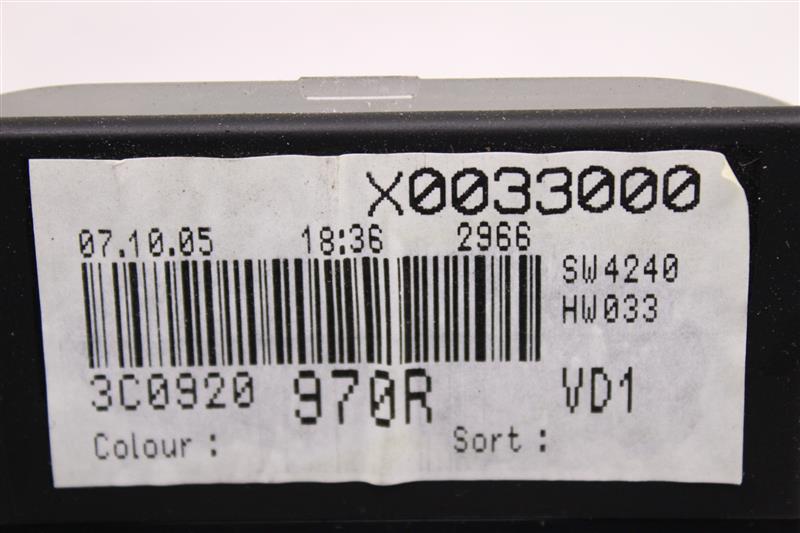 X0033000
07.10.05 18:36 2966
SW4240
HW033
3C0920 970R VD1
Colour : Sort :